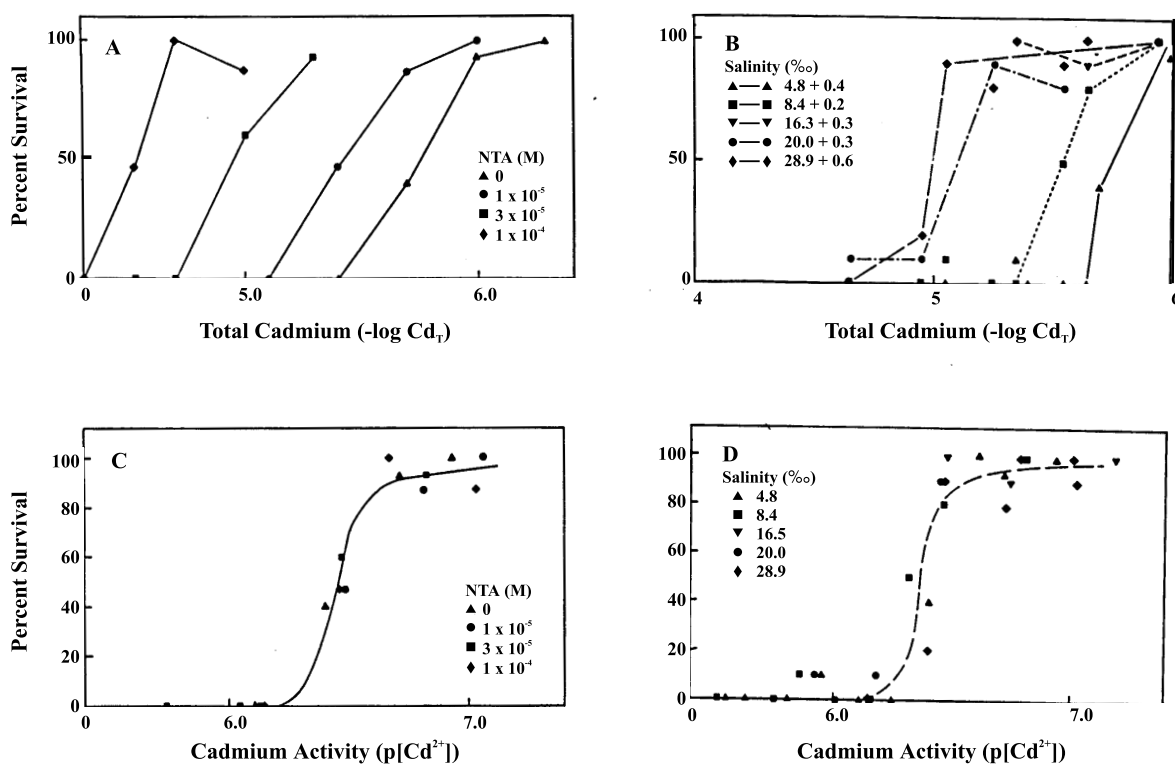 A
Percent Survival
100
50
0
NTA (M)
0
1 x 10⁻⁵
3 x 10⁻⁵
1 x 10⁻⁴
0 5.0 6.0
Total Cadmium (-log Cd_T)
B
Salinity (‰)
4.8 + 0.4
8.4 + 0.2
16.3 + 0.3
20.0 + 0.3
28.9 + 0.6
100
50
0
4 5
Total Cadmium (-log Cd_T)
C
Percent Survival
100
80
60
40
20
0
NTA (M)
0
1 x 10⁻⁵
3 x 10⁻⁵
1 x 10⁻⁴
0 6.0 7.0
Cadmium Activity (p[Cd²⁺])
D
Salinity (‰)
4.8
8.4
16.5
20.0
28.9
100
80
60
40
20
0
0 6.0 7.0
Cadmium Activity (p[Cd²⁺])